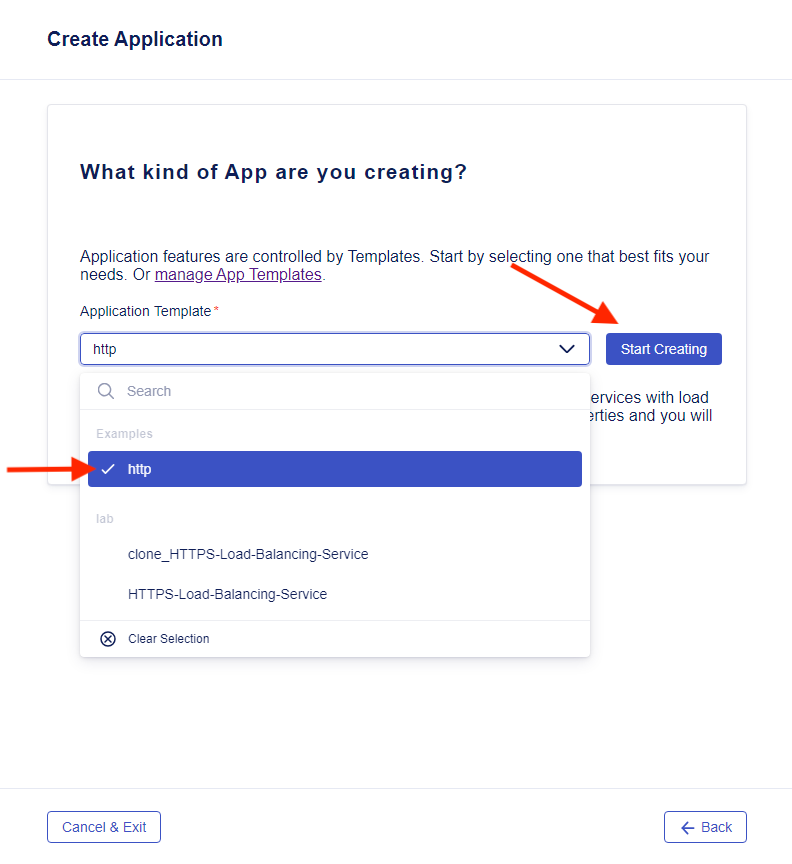 Create Application
What kind of App are you creating?
Application features are controlled by Templates. Start by selecting one that best fits your
needs. Or manage App Templates.
Application Template*
http
Start Creating
Search
ervices with load
Examples
erties and you will
http
lab
clone_HTTPS-Load-Balancing-Service
HTTPS-Load-Balancing-Service
Clear Selection
Cancel & Exit
Back